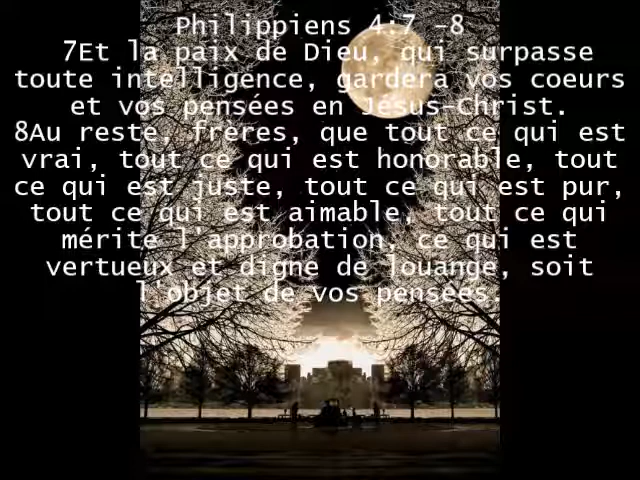 Philippiens 4:7 -8
7Et la paix de Dieu, qui surpasse
toute intelligence, gardera vos coeurs
et vos pensées en Jésus-Christ.
8Au reste, frères, que tout ce qui est
vrai, tout ce qui est honorable, tout
ce qui est juste, tout ce qui est pur,
tout ce qui est aimable, tout ce qui
mérite l'approbation, ce qui est
vertueux et digne de louange, soit
l'objet de vos pensées.